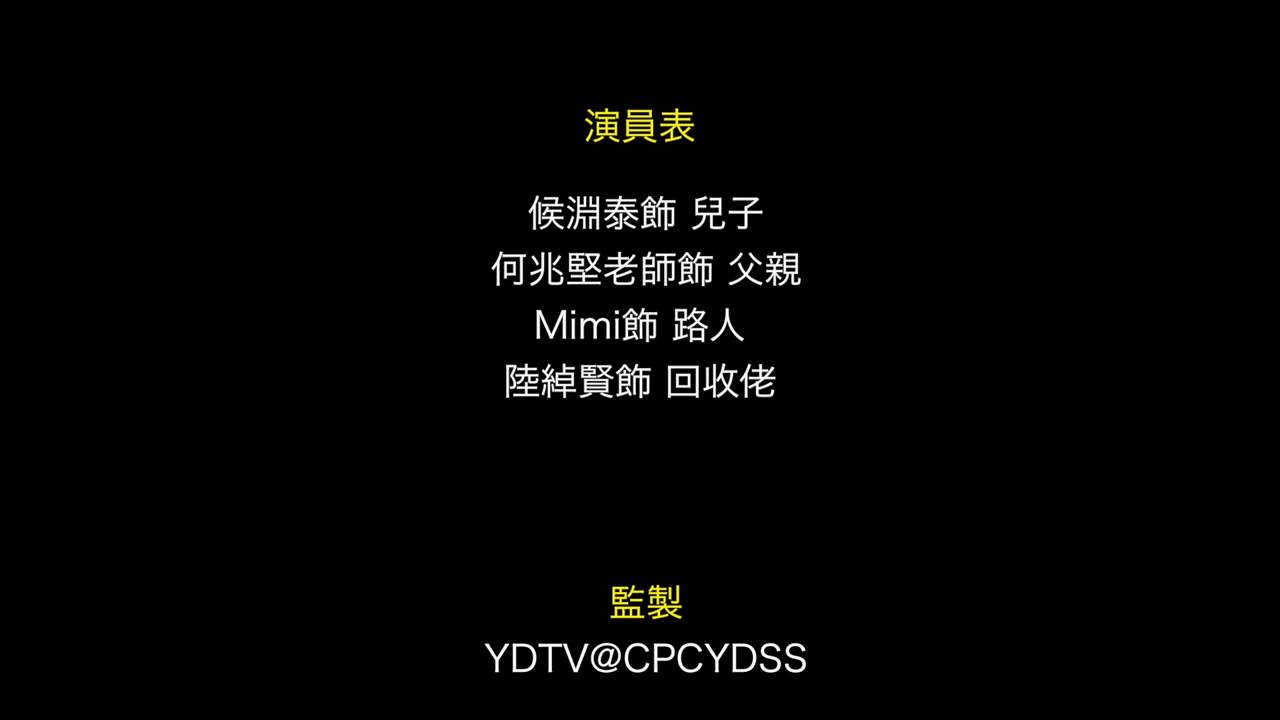 演員表
候淵泰飾 兒子
何兆堅老師飾 父親
Mimi飾 路人
陸綽賢飾 回收佬
監製
YDTV@CPCYDSS